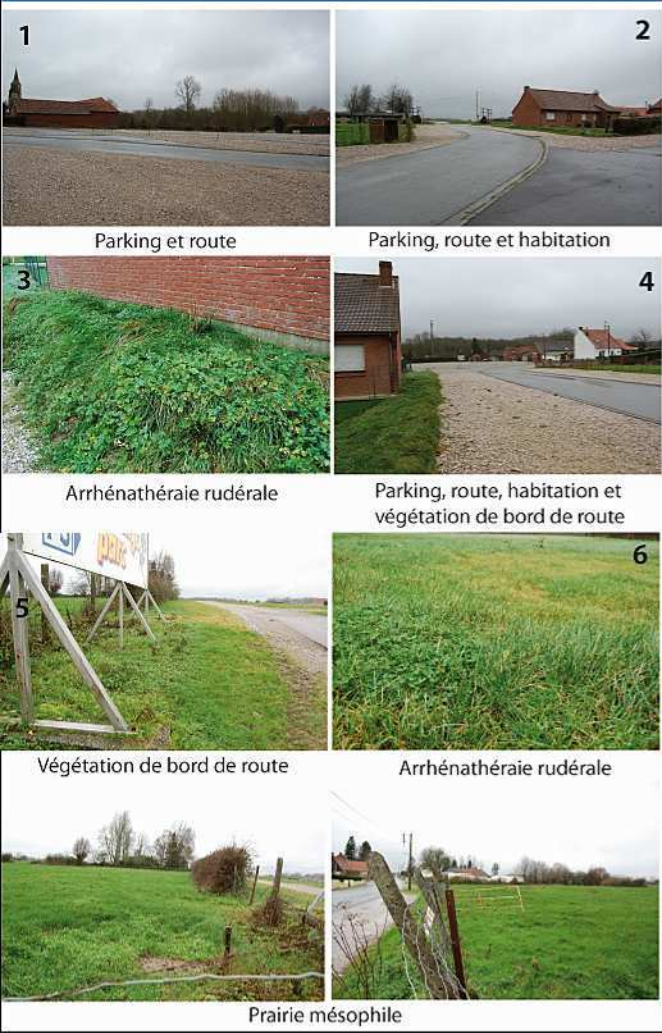 1
2
Parking et route
Parking, route et habitation
3
4
Arrhénathéraie rudérale
Parking, route, habitation et
végétation de bord de route
5
6
Végétation de bord de route
Arrhénathéraie rudérale
Prairie mésophile